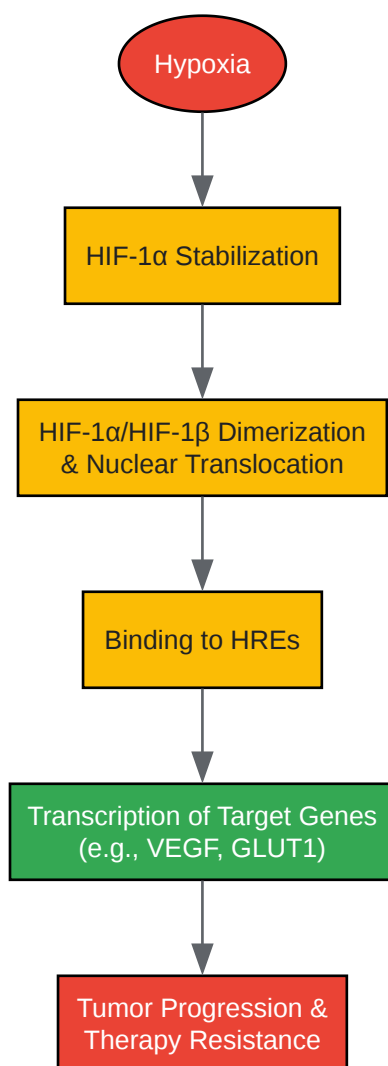 Hypoxia
HIF-1α Stabilization
HIF-1α/HIF-1β Dimerization
& Nuclear Translocation
Binding to HREs
Transcription of Target Genes
(e.g., VEGF, GLUT1)
Tumor Progression &
Therapy Resistance